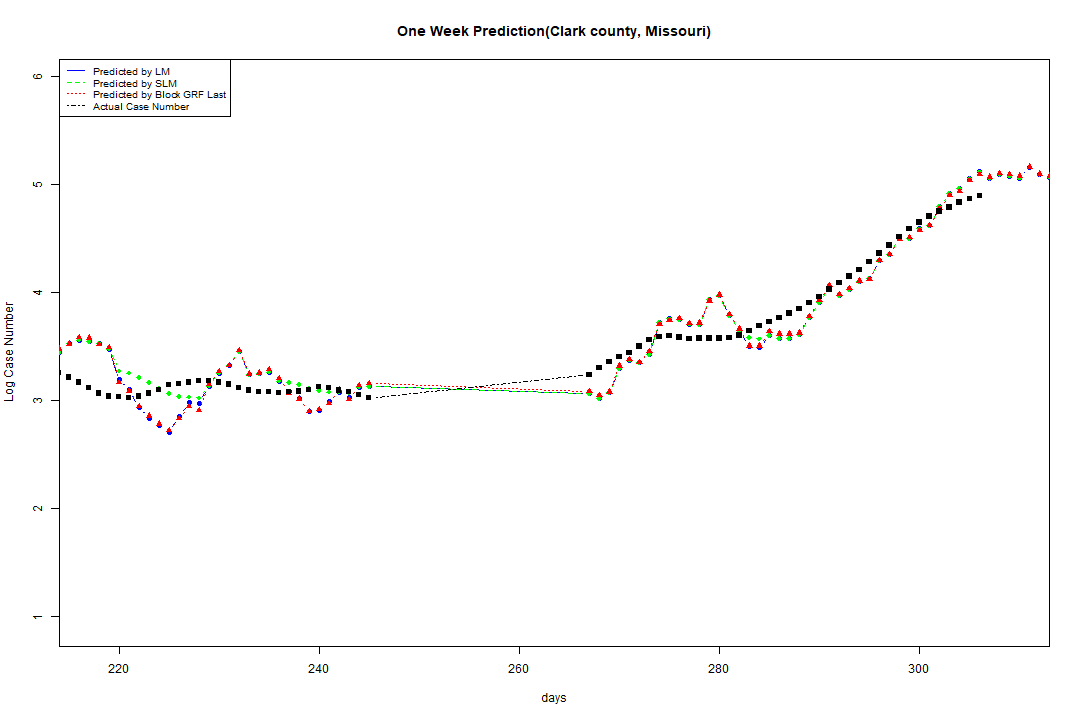 One Week Prediction(Clark county, Missouri)
Predicted by LM
Predicted by SLM
Predicted by Block GRF Last
Actual Case Number
6
5
4
3
2
1
Log Case Number
220 240 260 280 300
days